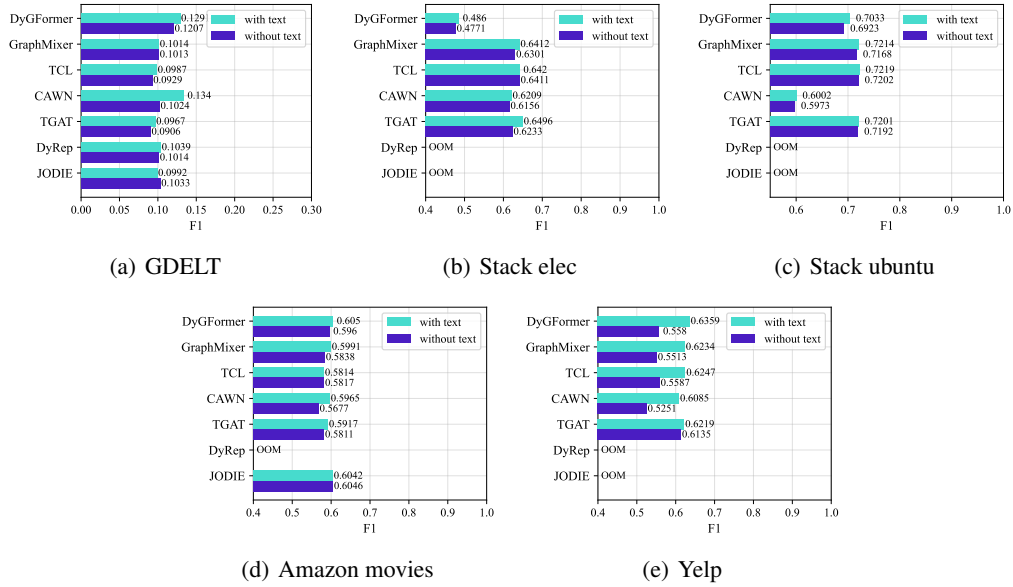 DyGFormer 0.129 0.1207
GraphMixer 0.1014 0.1013
TCL 0.0987 0.0929
CAWN 0.134 0.1024
TGAT 0.0967 0.0906
DyRep 0.1039 0.1014
JODIE 0.0992 0.1033
with text
without text
0.00 0.05 0.10 0.15 0.20 0.25 0.30
F1
(a) GDELT
DyGFormer 0.486 0.4771
GraphMixer 0.6412 0.6301
TCL 0.642 0.6411
CAWN 0.6209 0.6156
TGAT 0.6496 0.6233
DyRep OOM
JODIE OOM
with text
without text
0.4 0.5 0.6 0.7 0.8 0.9 1.0
F1
(b) Stack elec
DyGFormer 0.7033 0.6923
GraphMixer 0.7214 0.7168
TCL 0.7219 0.7202
CAWN 0.6002 0.5973
TGAT 0.7201 0.7192
DyRep OOM
JODIE OOM
with text
without text
0.6 0.7 0.8 0.9 1.0
F1
(c) Stack ubuntu
DyGFormer 0.605 0.596
GraphMixer 0.5991 0.5838
TCL 0.5814 0.5817
CAWN 0.5965 0.5677
TGAT 0.5917 0.5811
DyRep OOM
JODIE 0.6042 0.6046
with text
without text
0.4 0.5 0.6 0.7 0.8 0.9 1.0
F1
(d) Amazon movies
DyGFormer 0.6359 0.558
GraphMixer 0.6234 0.5513
TCL 0.6247 0.5587
CAWN 0.6085 0.5251
TGAT 0.6219 0.6135
DyRep OOM
JODIE OOM
with text
without text
0.4 0.5 0.6 0.7 0.8 0.9 1.0
F1
(e) Yelp